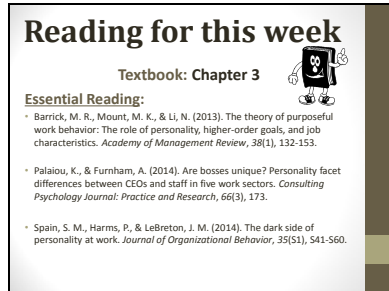 Reading for this week
Textbook: Chapter 3
Essential Reading:
• Barrick, M. R., Mount, M. K., & Li, N. (2013). The theory of purposeful
work behavior: The role of personality, higher-order goals, and job
characteristics. Academy of Management Review, 38(1), 132-153.
• Palaiou, K., & Furnham, A. (2014). Are bosses unique? Personality facet
differences between CEOs and staff in five work sectors. Consulting
Psychology Journal: Practice and Research, 66(3), 173.
• Spain, S. M., Harms, P., & LeBreton, J. M. (2014). The dark side of
personality at work. Journal of Organizational Behavior, 35(S1), S41-S60.